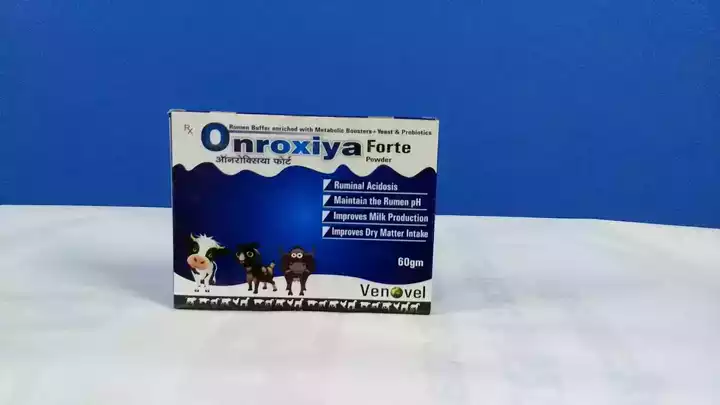 Rx
Rumen Buffer enriched with Metabolic Boosters+ Yeast & Probiotics
Onroxiya Forte
ऑनरोक्सिया फोर्ट
Powder
Ruminal Acidosis
Maintain the Rumen pH
Improves Milk Production
Improves Dry Matter Intake
60gm
Venovel